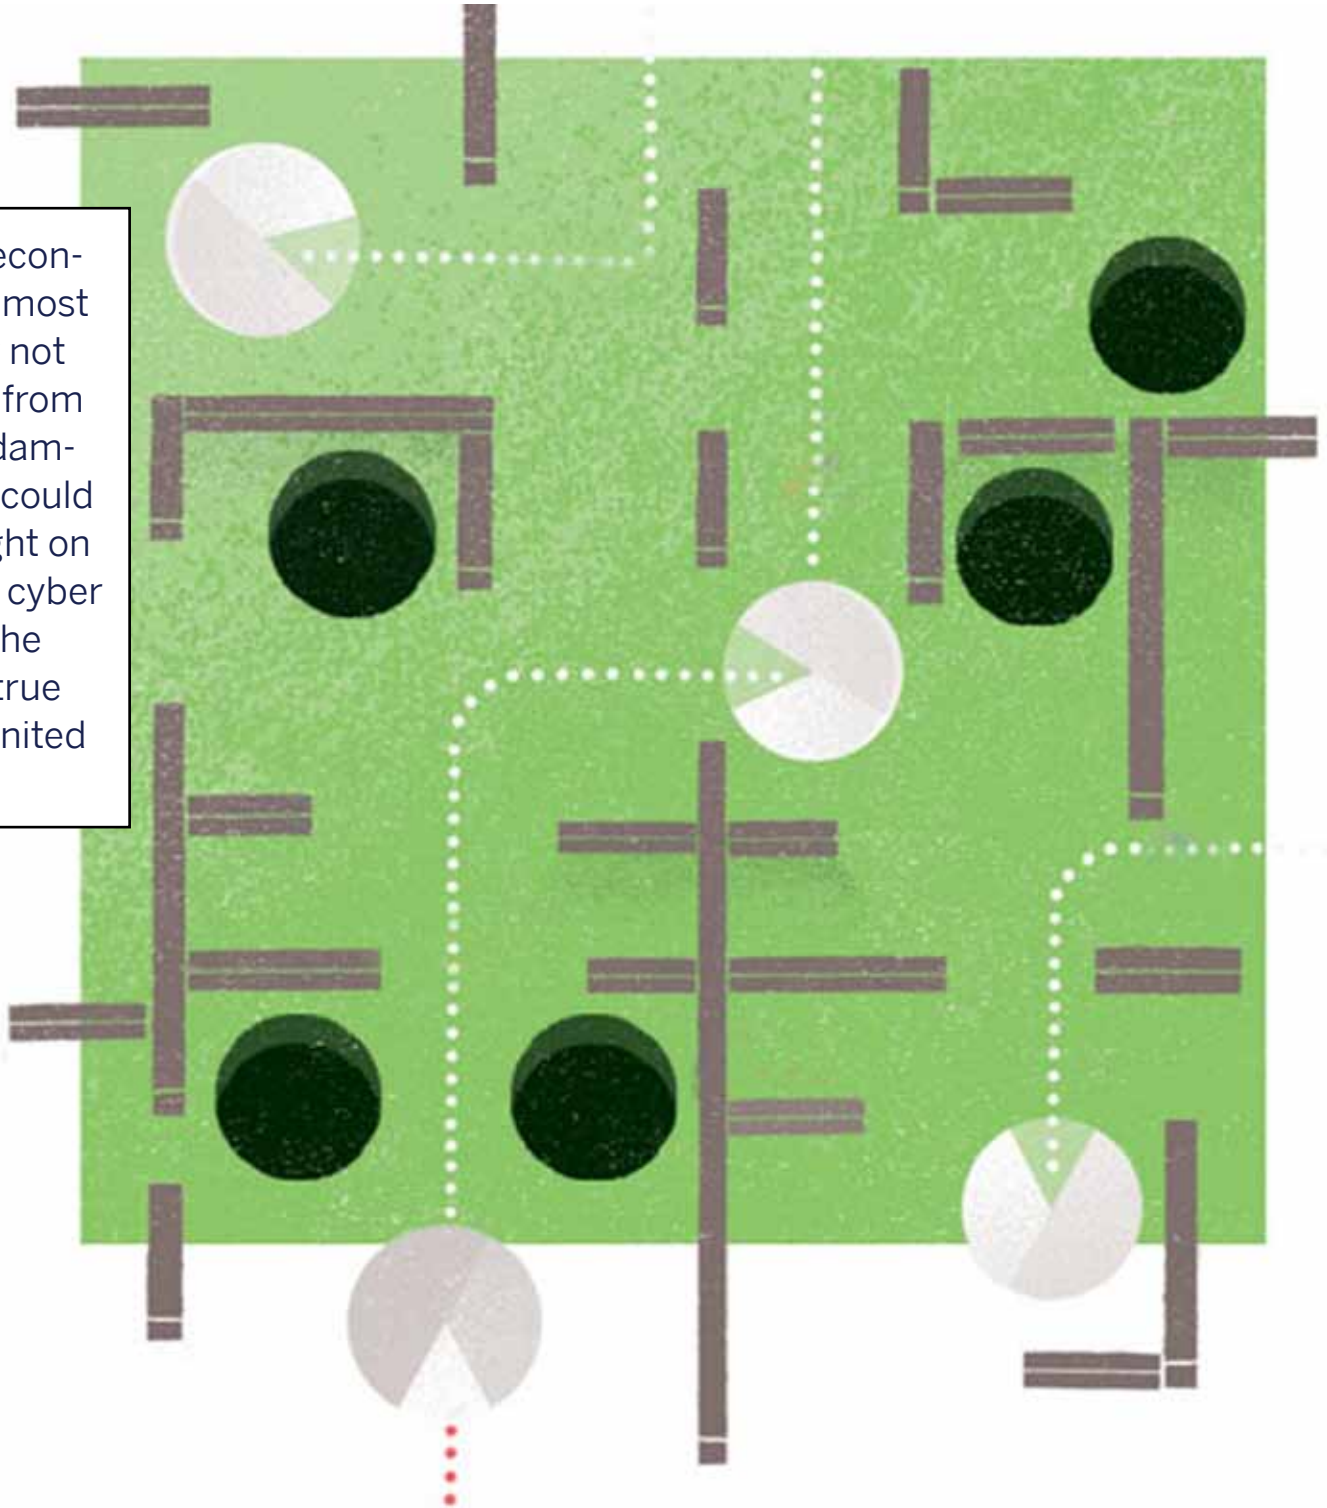 econ-
most
not
from
dam-
could
ght on
cyber
he
true
nited